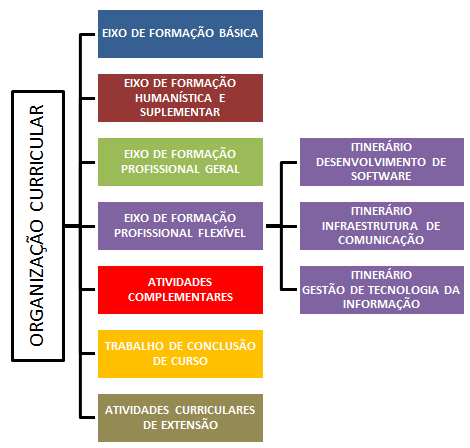 ORGANIZAÇÃO CURRICULAR
EIXO DE FORMAÇÃO BÁSICA
EIXO DE FORMAÇÃO
HUMANÍSTICA E
SUPLEMENTAR
EIXO DE FORMAÇÃO
PROFISSIONAL GERAL
EIXO DE FORMAÇÃO
PROFISSIONAL FLEXÍVEL
ITINERÁRIO
DESENVOLVIMENTO DE
SOFTWARE
ITINERÁRIO
INFRAESTRUTURA DE
COMUNICAÇÃO
ITINERÁRIO
GESTÃO DE TECNOLOGIA DA
INFORMAÇÃO
ATIVIDADES
COMPLEMENTARES
TRABALHO DE CONCLUSÃO
DE CURSO
ATIVIDADES CURRICULARES
DE EXTENSÃO